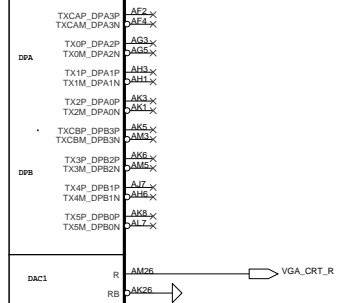 TXCAP_DPA3P AF2
TXCAM_DPA3N AF4
TX0P_DPA2P AG3
TX0M_DPA2N AG5
DPA
TX1P_DPA1P AH3
TX1M_DPA1N AH1
TX2P_DPA0P AK3
TX2M_DPA0N AK1
TXCBP_DPB3P AK5
TXCBM_DPB3N AM3
TX3P_DPB2P AK6
TX3M_DPB2N AM5
DPB
TX4P_DPB1P AJ7
TX4M_DPB1N AH6
TX5P_DPB0P AK8
TX5M_DPB0N AL7
DAC1
R AM26 VGA_CRT_R
RB AK26